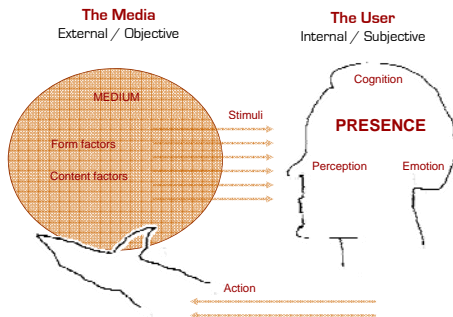 The Media
External / Objective
The User
Internal / Subjective
MEDIUM
Form factors
Content factors
Stimuli
Cognition
PRESENCE
Perception
Emotion
Action